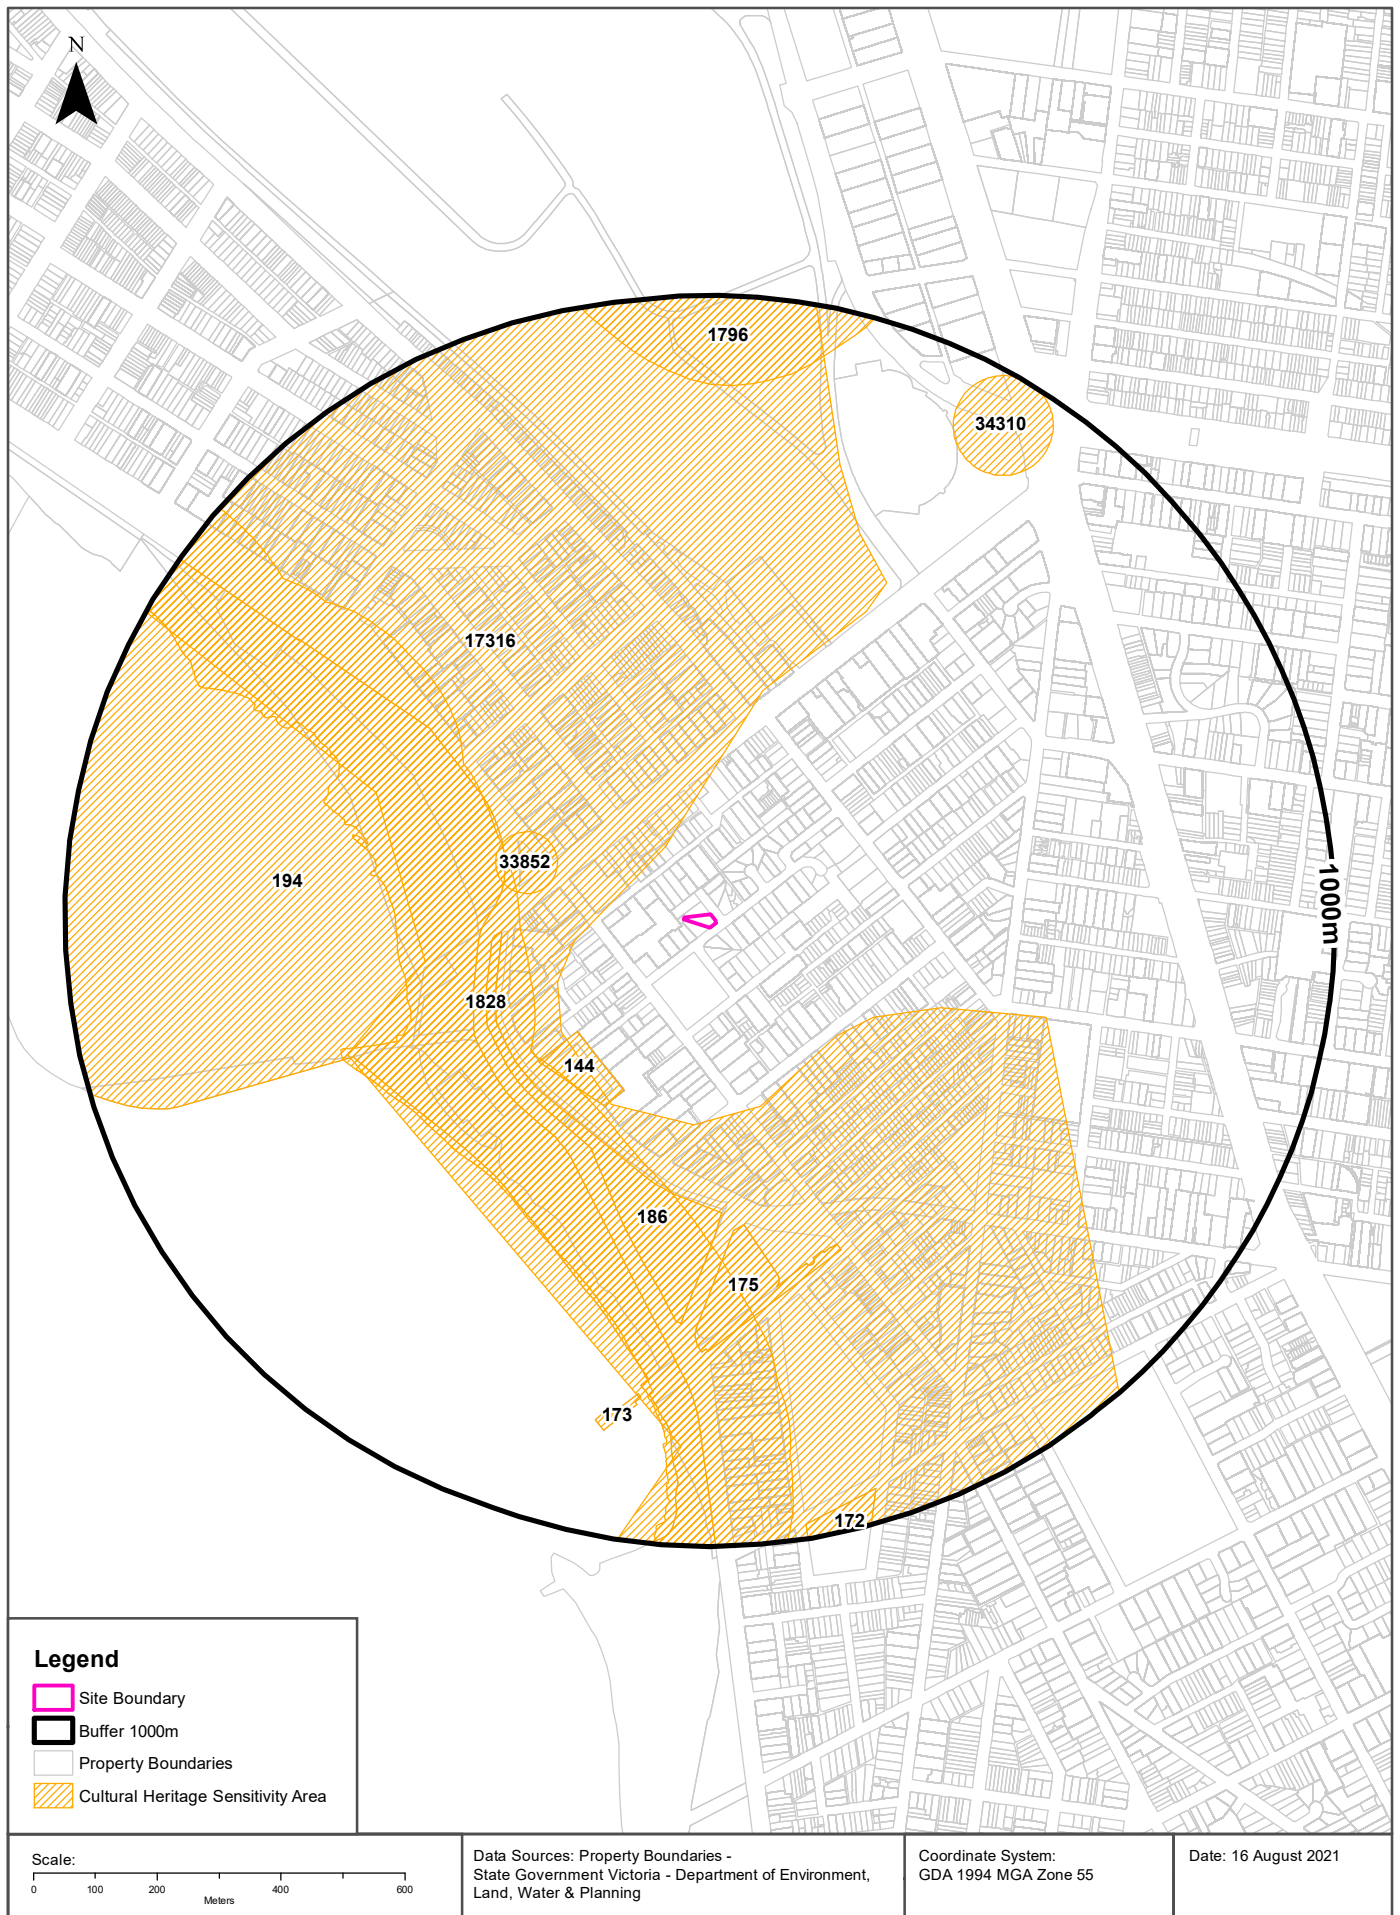 N
1796
34310
17316
33852
194
1000m
1828
144
186
175
173
172
Legend
Site Boundary
Buffer 1000m
Property Boundaries
Cultural Heritage Sensitivity Area
Scale:
0 100 200 400 600
Meters
Data Sources: Property Boundaries -
State Government Victoria - Department of Environment,
Land, Water & Planning
Coordinate System:
GDA 1994 MGA Zone 55
Date: 16 August 2021